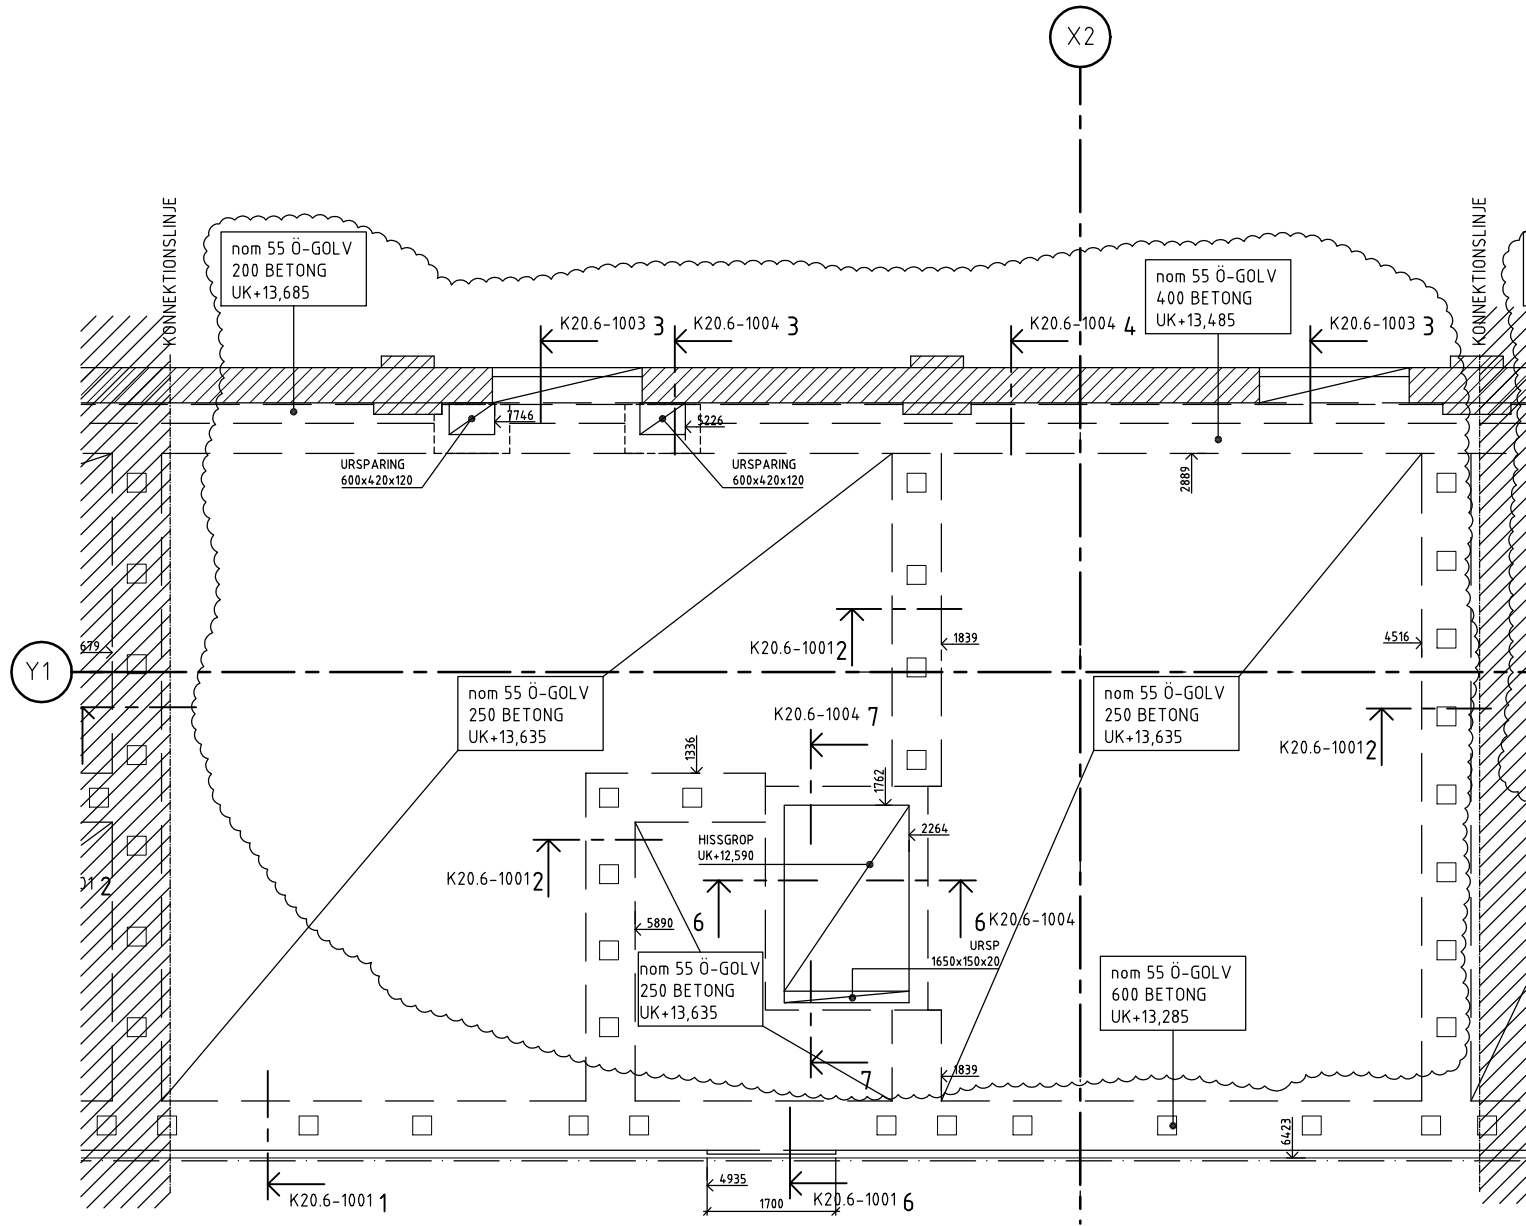 X2
KONNEKTIONSLINJE
KONNEKTIONSLINJE
nom 55 Ö-GOLV
200 BETONG
UK+13,685
nom 55 Ö-GOLV
400 BETONG
UK+13,485
K20.6-1003 3
K20.6-1004 3
K20.6-1004 4
K20.6-1003 3
7746
5226
URSPARING
600x420x120
URSPARING
600x420x120
2889
679
K20.6-1001 2
1839
4516
Y1
nom 55 Ö-GOLV
250 BETONG
UK+13,635
nom 55 Ö-GOLV
250 BETONG
UK+13,635
K20.6-1004 7
K20.6-1001 2
1336
1762
2264
HISSGROP
UK+12,590
K20.6-1001 2
2
5890
6
6 K20.6-1004
URSP
1650x150x20
nom 55 Ö-GOLV
250 BETONG
UK+13,635
nom 55 Ö-GOLV
600 BETONG
UK+13,285
7
1839
6423
K20.6-1001 1
4935
1700
K20.6-1001 6